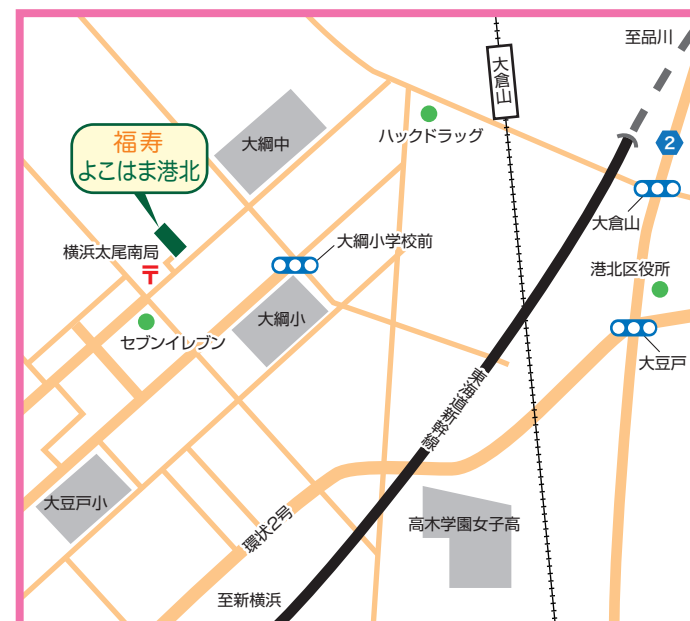 至品川
大倉山
2
ハックドラッグ
大綱中
福寿
よこはま港北
大倉山
横浜太尾南局
〒
大綱小学校前
港北区役所
大綱小
セブンイレブン
大豆戸
東海道新幹線
大豆戸小
環状2号
高木学園女子高
至新横浜